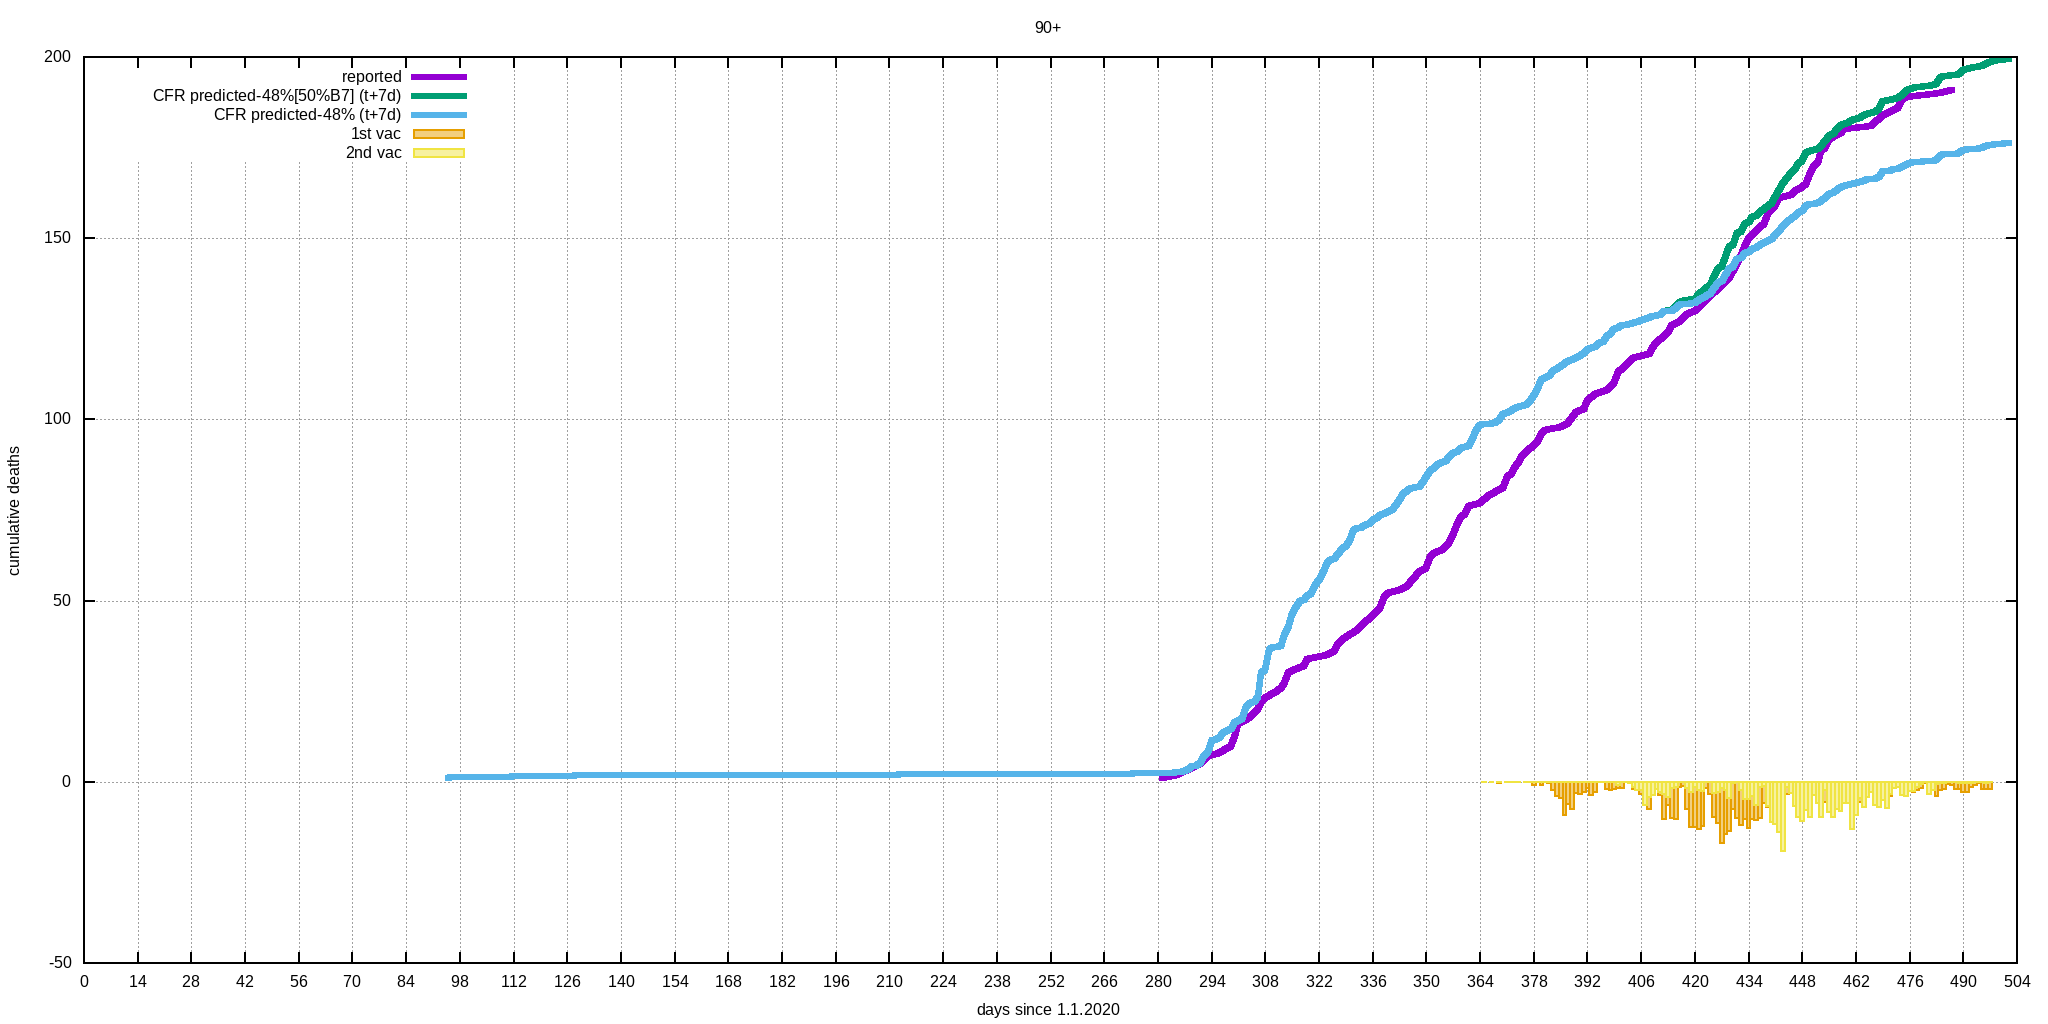 90+
reported
CFR predicted-48%[50%B7] (t+7d)
CFR predicted-48% (t+7d)
1st vac
2nd vac
200
150
100
50
0
-50
cumulative deaths
0 14 28 42 56 70 84 98 112 126 140 154 168 182 196 210 224 238 252 266 280 294 308 322 336 350 364 378 392 406 420 434 448 462 476 490 504
days since 1.1.2020